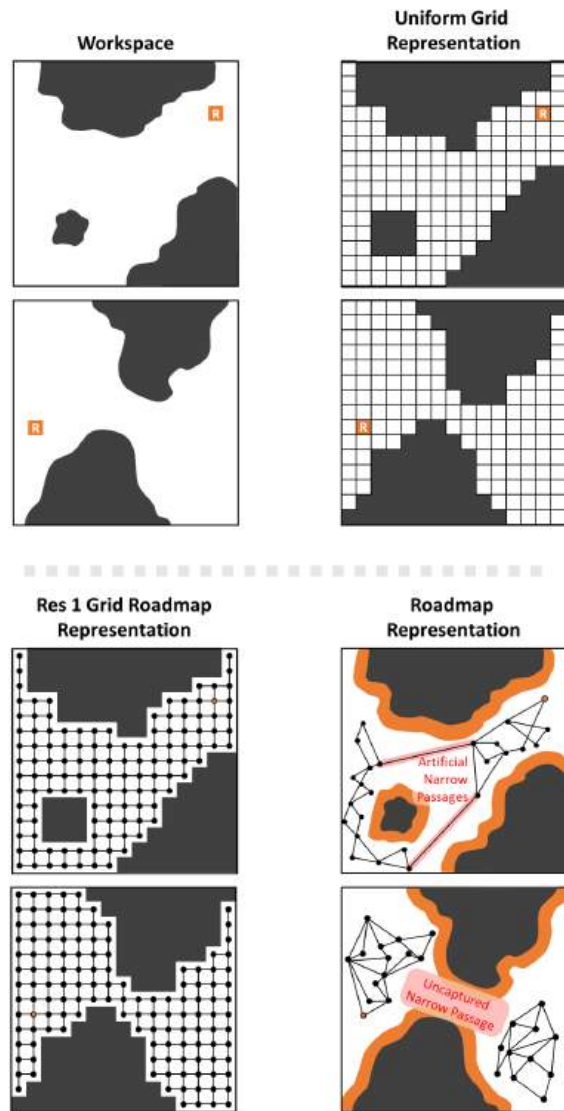 Workspace
Uniform Grid
Representation
R
R
R
R
Res 1 Grid Roadmap
Representation
Roadmap
Representation
Artificial
Narrow
Passages
Uncaptured
Narrow Passage